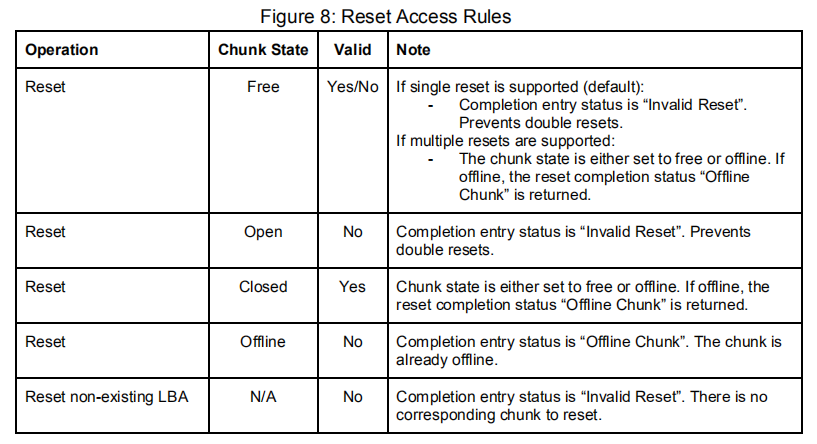 Figure 8: Reset Access Rules
Operation Chunk State Valid Note
Reset Free Yes/No If single reset is supported (default):
- Completion entry status is “Invalid Reset”.
Prevents double resets.
If multiple resets are supported:
- The chunk state is either set to free or offline. If
offline, the reset completion status “Offline
Chunk” is returned.
Reset Open No Completion entry status is “Invalid Reset”. Prevents
double resets.
Reset Closed Yes Chunk state is either set to free or offline. If offline, the
reset completion status “Offline Chunk” is returned.
Reset Offline No Completion entry status is “Offline Chunk”. The chunk is
already offline.
Reset non-existing LBA N/A No Completion entry status is “Invalid Reset”. There is no
corresponding chunk to reset.